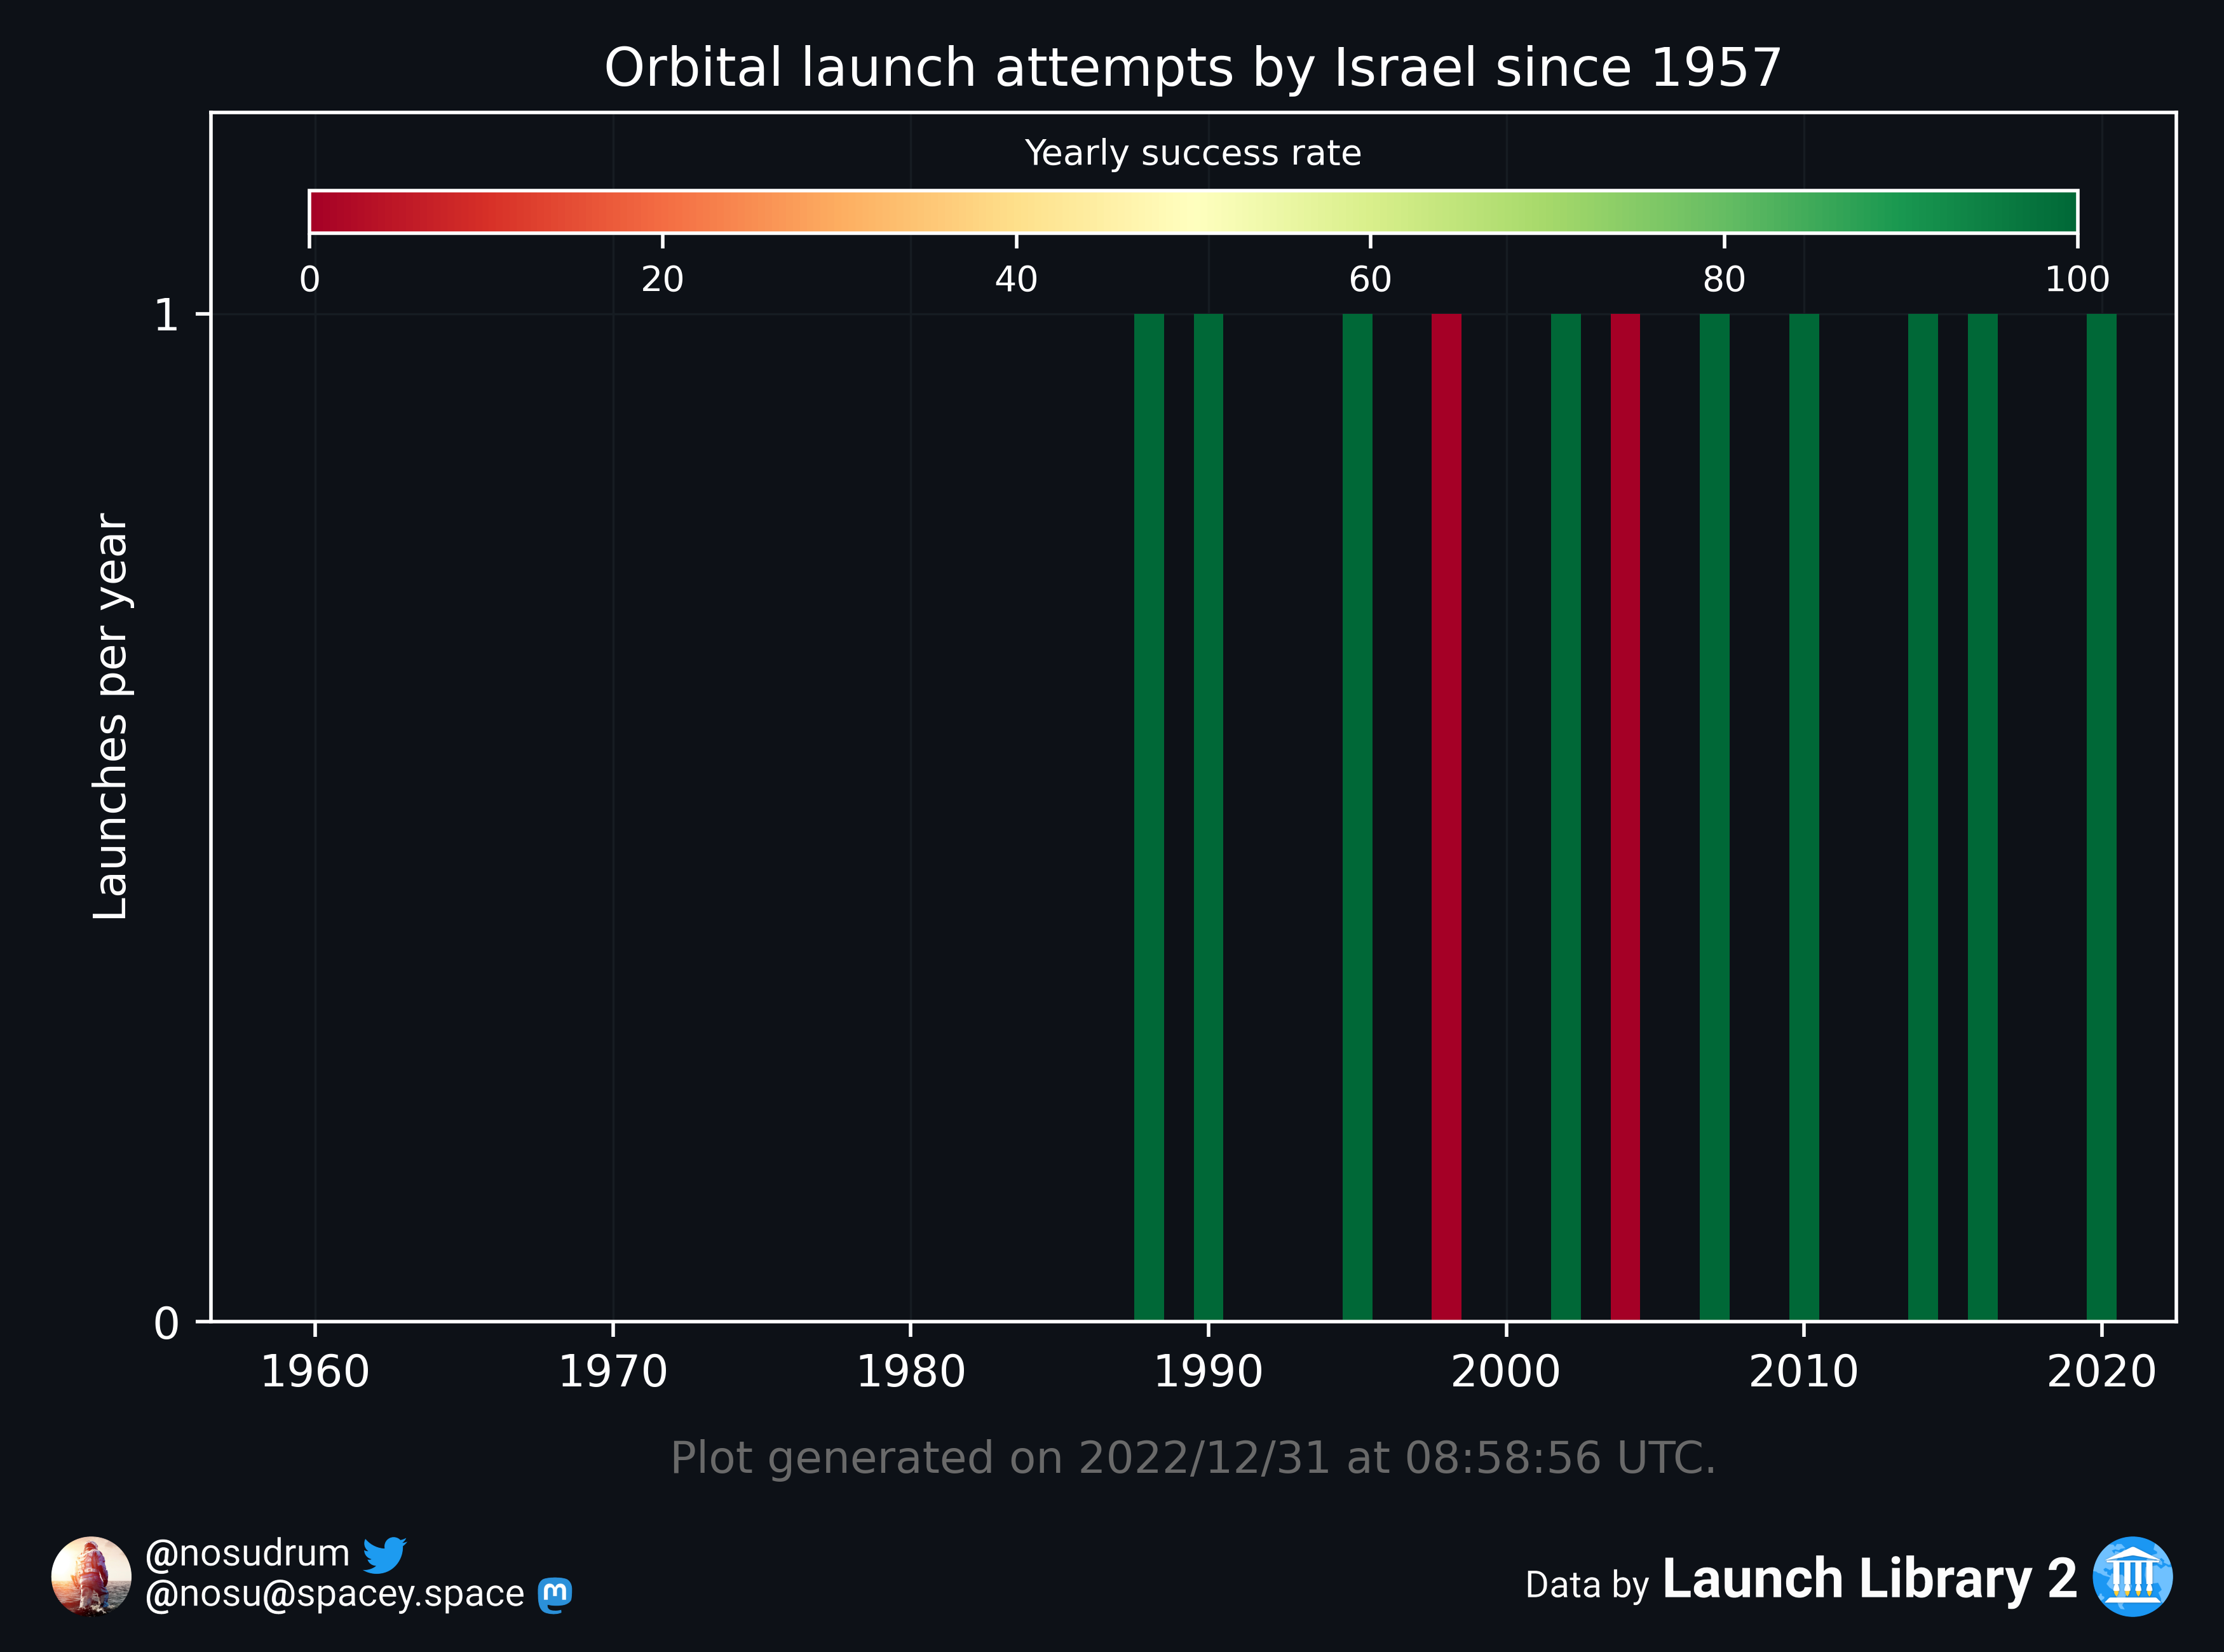 Orbital launch attempts by Israel since 1957
Yearly success rate
0 20 40 60 80 100
1
Launches per year
0
1960 1970 1980 1990 2000 2010 2020
Plot generated on 2022/12/31 at 08:58:56 UTC.
@nosudrum
@nosu@spacey.space
Data by Launch Library 2